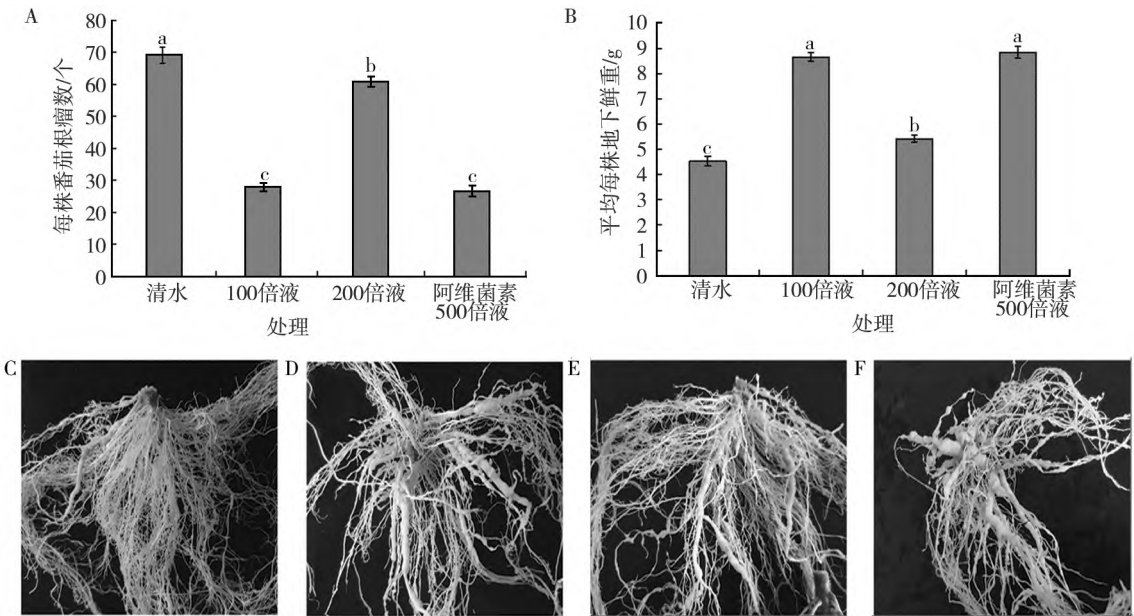 A
每株番茄根瘤数/个
80
70
60
50
40
30
20
10
0
a
c
b
c
清水
100倍液
200倍液
阿维菌素
500倍液
处理
B
平均每株地下鲜重/g
10
9
8
7
6
5
4
3
2
1
0
c
a
b
a
清水
100倍液
200倍液
阿维菌素
500倍液
处理
C
D
E
F